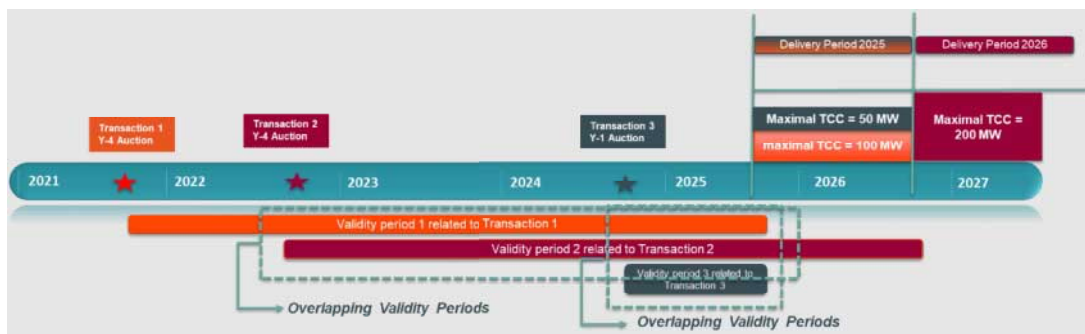 Delivery Period 2025
Delivery Period 2026
Transaction 1
Y-4 Auction
Transaction 2
Y-4 Auction
Transaction 3
Y-1 Auction
Maximal TCC = 50 MW
maximal TCC = 100 MW
Maximal TCC =
200 MW
2021
2022
2023
2024
2025
2026
2027
Validity period 1 related to Transaction 1
Validity period 2 related to Transaction 2
Validity period 3 related to
Transaction 3
Overlapping Validity Periods
Overlapping Validity Periods